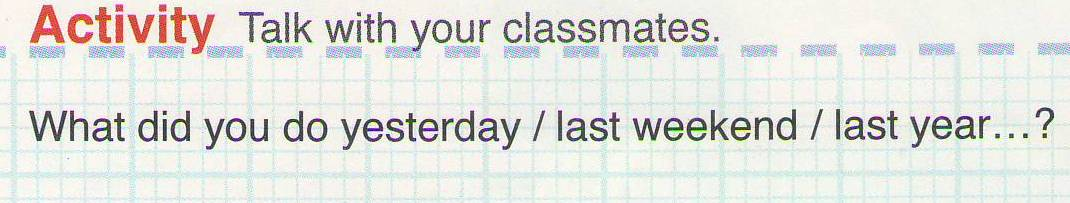 Activity Talk with your classmates.
What did you do yesterday / last weekend / last year...?